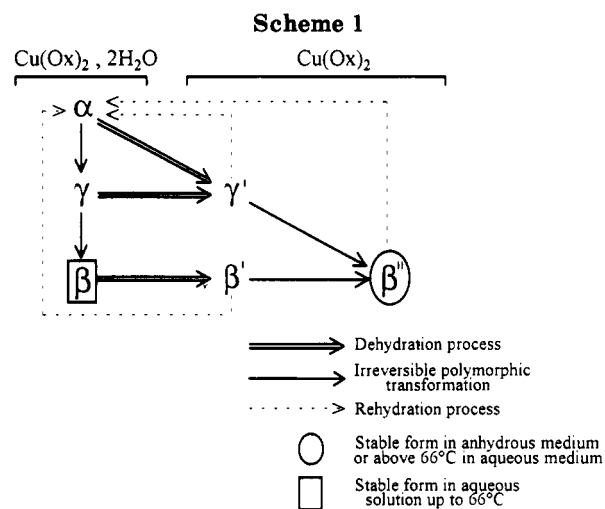 Scheme 1
Cu(Ox)₂ , 2H₂O Cu(Ox)₂
α
γ γ'
β β' β"
Dehydration process
Irreversible polymorphic
transformation
Rehydration process
Stable form in anhydrous medium
or above 66°C in aqueous medium
Stable form in aqueous
solution up to 66°C